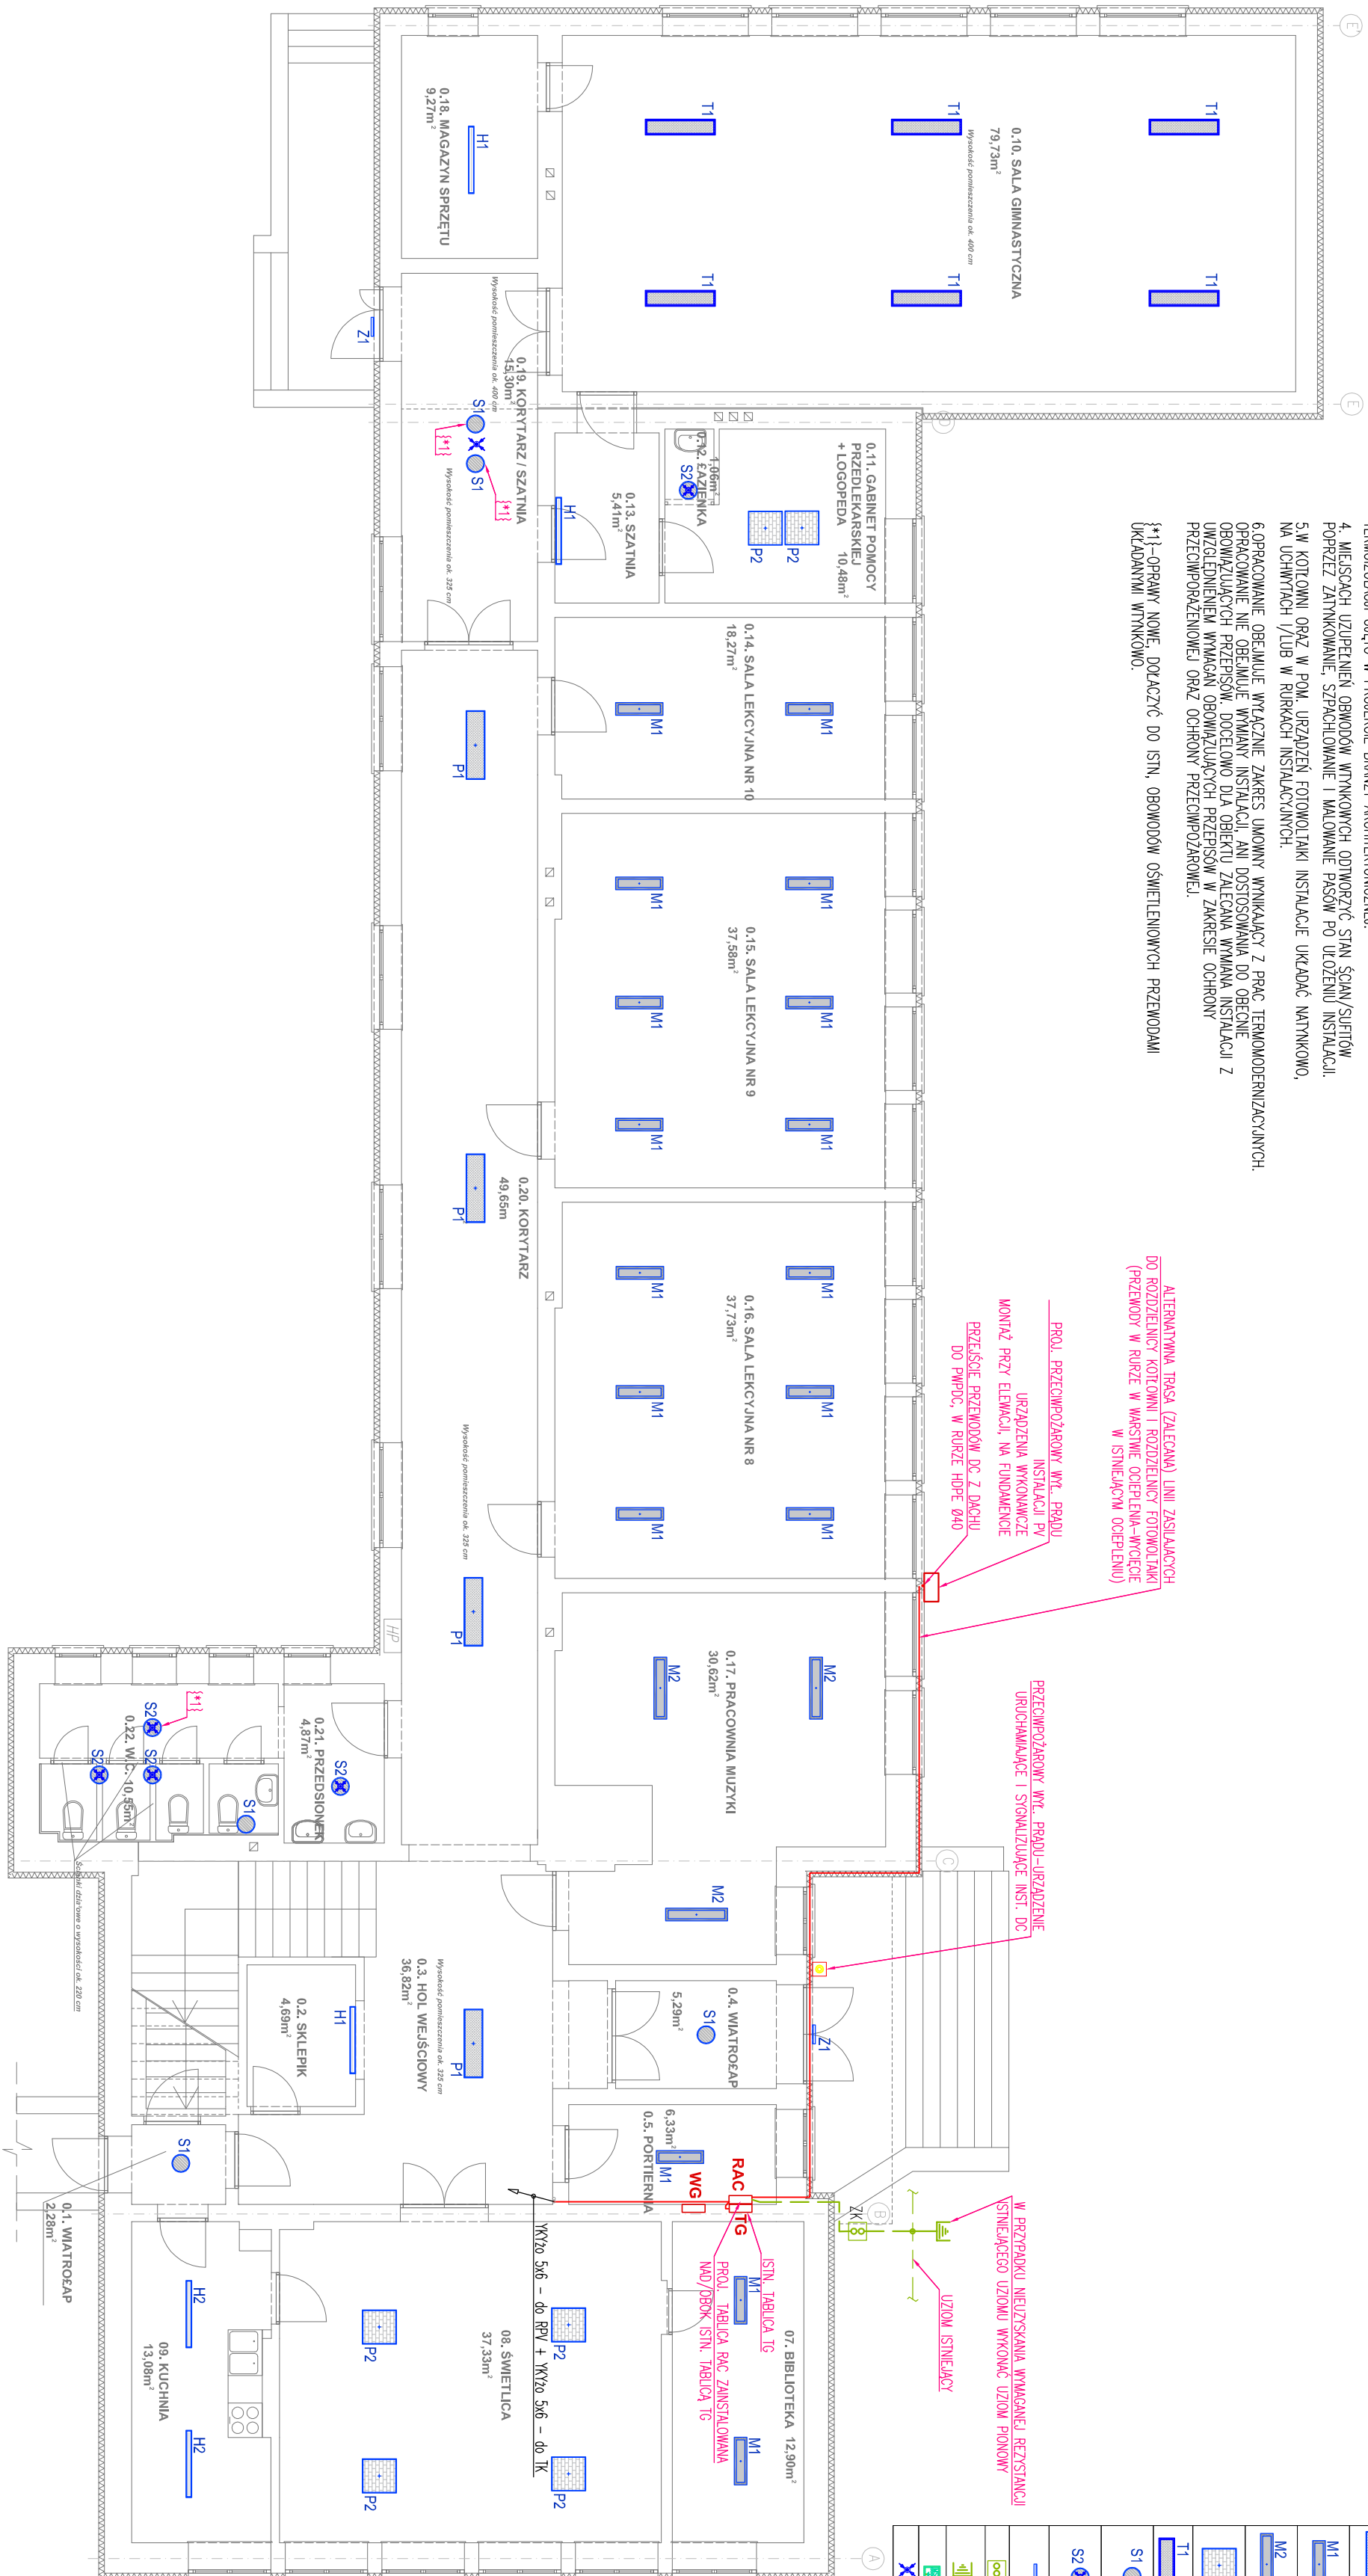 4. MIEJSCACH UZUPEŁNIEŃ OBWODÓW WTYNKOWYCH ODTWORZYĆ STAN ŚCIAN/SUFITÓW
POPRZEZ ZATYNKOWANIE, SZPACHLOWANIE I MALOWANIE PASÓW PO UŁOŻENIU INSTALACJI.
5.W KOTŁOWNI ORAZ W POM. URZĄDZEŃ FOTOWOLTAIKI INSTALACJE UKŁADAĆ NATYNKOWO,
NA UCHWYTACH I/LUB W RURKACH INSTALACYJNYCH.
6.OPRACOWANIE OBEJMUJE WYŁĄCZNIE ZAKRES UMOWNY WYNIKAJĄCY Z PRAC TERMOMODERNIZACYJNYCH.
OPRACOWANIE NIE OBEJMUJE WYMIANY INSTALACJI, ANI DOSTOSOWANIA DO OBECNIE
OBOWIĄZUJĄCYCH PRZEPISÓW. DOCELOWO DLA OBIEKTU ZALECANA WYMIANA INSTALACJI Z
UWZGLĘDNIENIEM WYMAGAŃ OBOWIĄZUJĄCYCH PRZEPISÓW W ZAKRESIE OCHRONY
PRZECIWPORAŻENIOWEJ ORAZ OCHRONY PRZECIWPOŻAROWEJ.
{*1}-OPRAWY NOWE, DOŁACZYĆ DO ISTN, OBOWODÓW OŚWIETLENIOWYCH PRZEWODAMI
UKŁADANYMI WTYNKOWO.
ALTERNATYWNA TRASA (ZALECANA) LINII ZASILAJĄCYCH
DO ROZDZIELNICY KOTŁOWNI I ROZDZIELNICY FOTOWOLTAIKI
(PRZEWODY W RURZE W WARSTWIE OCIEPLENIA-WYCIĘCIE
W ISTNIEJĄCYM OCIEPLENIU)
PROJ. PRZECIWPOŻAROWY WYŁ. PRĄDU
INSTALACJI PV
URZĄDZENIA WYKONAWCZE
MONTAŻ PRZY ELEWACJI, NA FUNDAMENCIE
PRZEJŚCIE PRZEWODÓW DC Z DACHU
DO PWPDC, W RURZE HDPE Ø40
PRZECIWPOŻAROWY WYŁ. PRĄDU-URZĄDZENIE
URUCHAMIAJĄCE I SYGNALIZUJĄCE INST. DC
W PRZYPADKU NIEUZYSKANIA WYMAGANEJ REZYSTANCJI
ISTNIEJĄCEGO UZIOMU WYKONAĆ UZIOM PIONOWY
UZIOM ISTNIEJĄCY
ZK
ISTN. TABLICA TG
PROJ. TABLICA RAC ZAINSTALOWANA
NAD/OBOK ISTN. TABLICĄ TG
RAC
TG
WG
YKYżo 5x6 - do RPV + YKYżo 5x6 - do TK
E'
E
D
C
B
A
0.10. SALA GIMNASTYCZNA
79,73m²
Wysokość pomieszczenia ok. 400 cm
T1
T1
T1
T1
T1
T1
0.18. MAGAZYN SPRZĘTU
9,27m²
H1
0.19. KORYTARZ / SZATNIA
15,30m²
Wysokość pomieszczenia ok. 400 cm
Wysokość pomieszczenia ok. 325 cm
Z1
S1
S1
{*1}
{*1}
0.11. GABINET POMOCY
PRZEDLEKARSKIEJ
+ LOGOPEDA 10,48m²
P2
P2
0.12. ŁAZIENKA
1,06m²
S2
0.13. SZATNIA
5,41m²
H1
0.14. SALA LEKCYJNA NR 10
18,27m²
M1
M1
0.15. SALA LEKCYJNA NR 9
37,58m²
M1
M1
M1
M1
M1
M1
0.16. SALA LEKCYJNA NR 8
37,73m²
M1
M1
M1
M1
M1
M1
0.17. PRACOWNIA MUZYKI
30,62m²
M2
M2
M2
0.20. KORYTARZ
49,65m
Wysokość pomieszczenia ok. 325 cm
P1
P1
P1
HP
0.21. PRZEDSIONEK
4,87m²
S2
0.22. W.C. 10,55m²
S2
S2
S2
S1
{*1}
Ścianki działowe o wysokości ok. 220 cm
0.3. HOL WEJŚCIOWY
36,82m²
Wysokość pomieszczenia ok. 325 cm
P1
0.2. SKLEPIK
4,69m²
H1
0.4. WIATROŁAP
5,29m²
S1
Z1
0.5. PORTIERNIA
6,33m²
M1
0.1. WIATROŁAP
2,28m²
S1
07. BIBLIOTEKA 12,90m²
M1
M1
08. ŚWIETLICA
37,33m²
P2
P2
P2
P2
09. KUCHNIA
13,08m²
H2
H2
M1
M2
T1
S1
S2